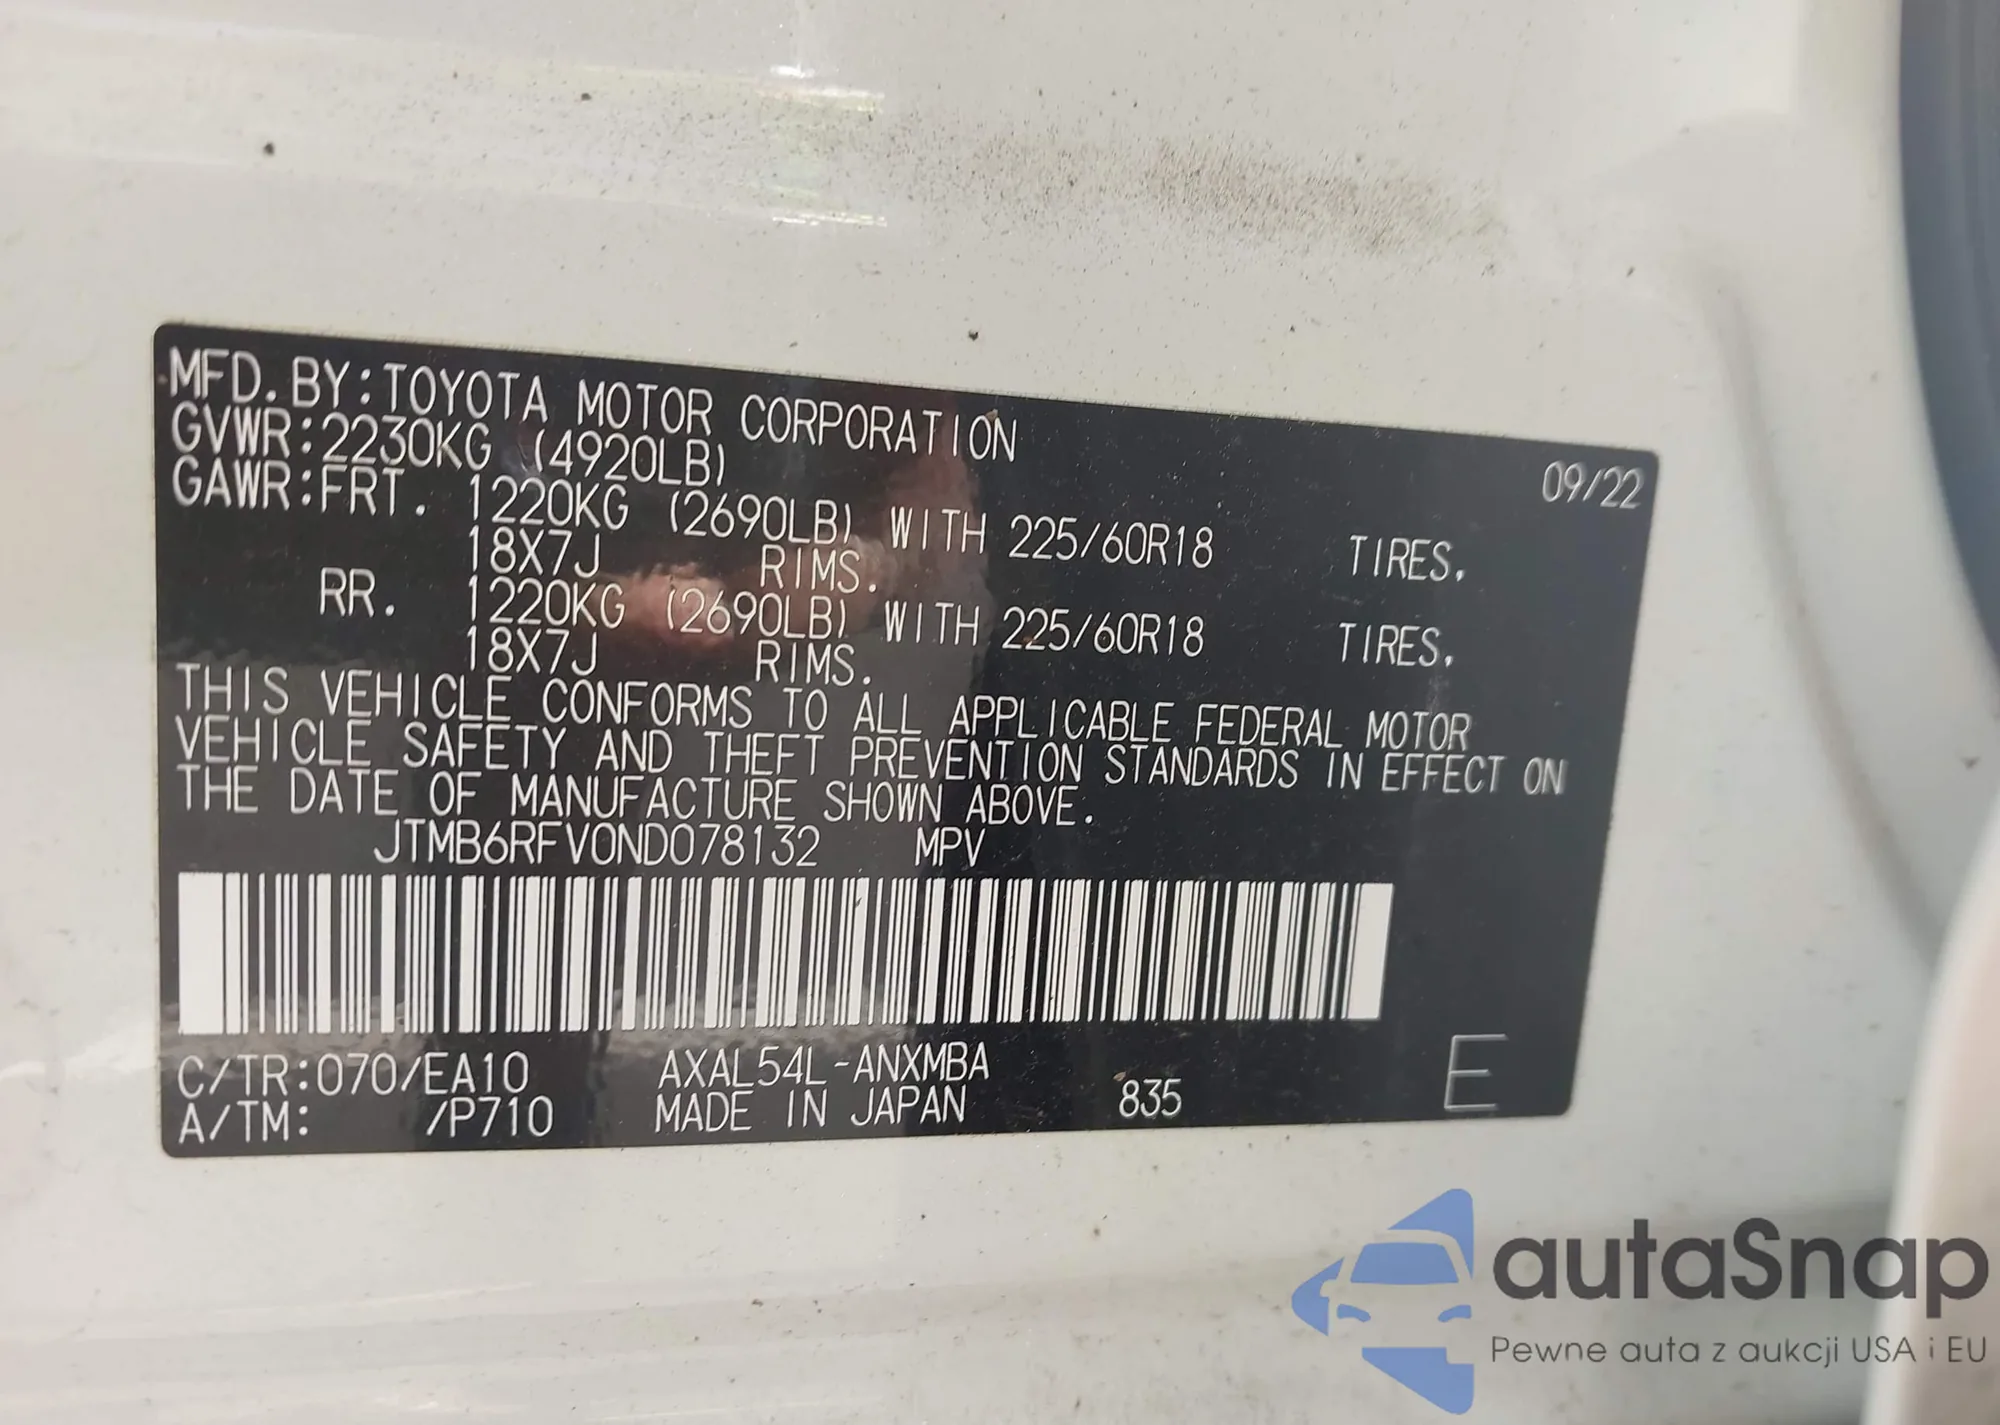 MFD. BY:TOYOTA MOTOR CORPORATION 09/22
GVWR:2230KG (4920LB)
GAWR:FRT. 1220KG (2690LB) WITH 225/60R18 TIRES.
18X7J RIMS.
RR. 1220KG (2690LB) WITH 225/60R18 TIRES.
18X7J RIMS.
THIS VEHICLE CONFORMS TO ALL APPLICABLE FEDERAL MOTOR
VEHICLE SAFETY AND THEFT PREVENTION STANDARDS IN EFFECT ON
THE DATE OF MANUFACTURE SHOWN ABOVE.
JTMB6RFV0ND078132 MPV
C/TR:070/EA10 AXAL54L-ANXMBA
A/TM: /P710 MADE IN JAPAN 835 E
autaSnap
Pewne auta z aukcji USA i EU